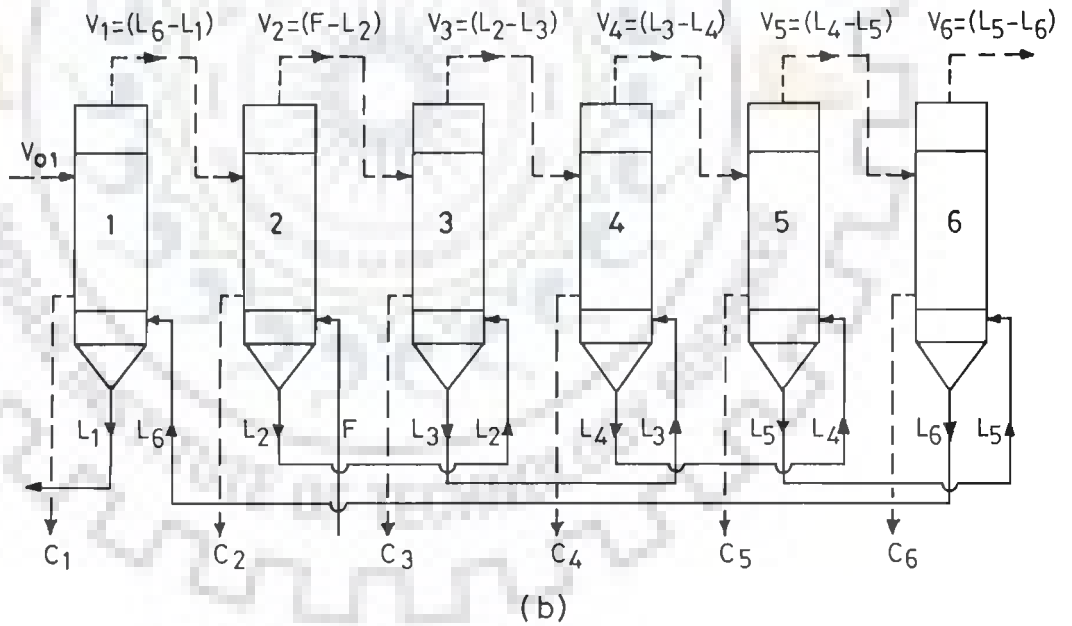 V₁=(L₆-L₁) V₂=(F-L₂) V₃=(L₂-L₃) V₄=(L₃-L₄) V₅=(L₄-L₅) V₆=(L₅-L₆)
V₀₁
1 2 3 4 5 6
L₁ L₆ L₂ F L₃ L₂ L₄ L₃ L₅ L₄ L₆ L₅
C₁ C₂ C₃ C₄ C₅ C₆
(b)